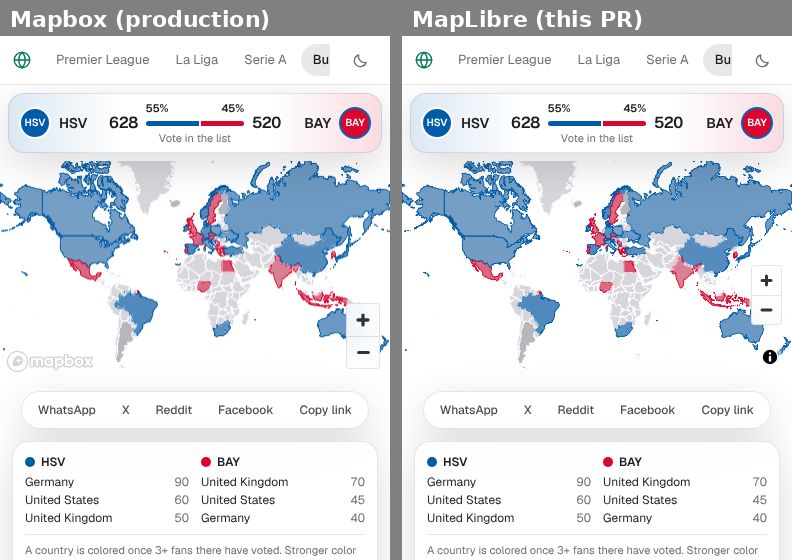 Mapbox (production)
Premier League La Liga Serie A Bu
HSV HSV 628 55% 45% 520 BAY BAY
Vote in the list
+
−
mapbox
WhatsApp X Reddit Facebook Copy link
HSV BAY
Germany 90 United Kingdom 70
United States 60 United States 45
United Kingdom 50 Germany 40
A country is colored once 3+ fans there have voted. Stronger color
MapLibre (this PR)
Premier League La Liga Serie A Bu
HSV HSV 628 55% 45% 520 BAY BAY
Vote in the list
+
−
i
WhatsApp X Reddit Facebook Copy link
HSV BAY
Germany 90 United Kingdom 70
United States 60 United States 45
United Kingdom 50 Germany 40
A country is colored once 3+ fans there have voted. Stronger color